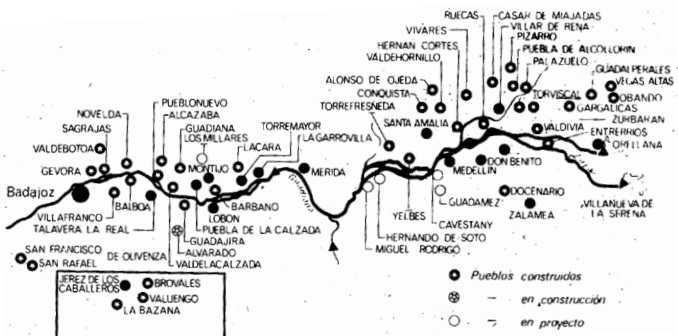 RUECAS
CASAR DE MIAJADAS
VIVARES
VILLAR DE RENA
PIZARRO
HERNAN CORTES
PUEBLA DE ALCOLLORIN
VALDEHORNILLO
PALAZUELO
ALONSO DE OJEDA
GUADALPERALES
CONQUISTA
TORVISCAL
VEGAS ALTAS
TORREFRESNEDA
OBANDO
GARGALIGAS
PUEBLONUEVO
NOVELDA
ALCAZABA
ZURBARAN
SAGRAJAS
GUADIANA
TORREMAYOR
SANTA AMALIA
VALDIVIA
LOS MILLARES
LA GARROVILLA
ENTRERRIOS
VALDEBOTOA
LACARA
ORELLANA
GEVORA
MONTIJO
MERIDA
MEDELLIN
DON BENITO
Badajoz
BARBANO
GUADAMEZ
DOCENARIO
VILLAFRANCO
BALBOA
LOBON
YELBES
CAVESTANY
ZALAMEA
VILLANUEVA DE
LA SERENA
TALAVERA LA REAL
PUEBLA DE LA CALZADA
GUADAJIRA
HERNANDO DE SOTO
ALVARADO
MIGUEL RODRIGO
VALDELACALZADA
SAN FRANCISCO
SAN RAFAEL
DE OLIVENZA
JEREZ DE LOS
CABALLEROS
BROVALES
VALUENGO
LA BAZANA
Pueblos construidos
– en construcción
– en proyecto